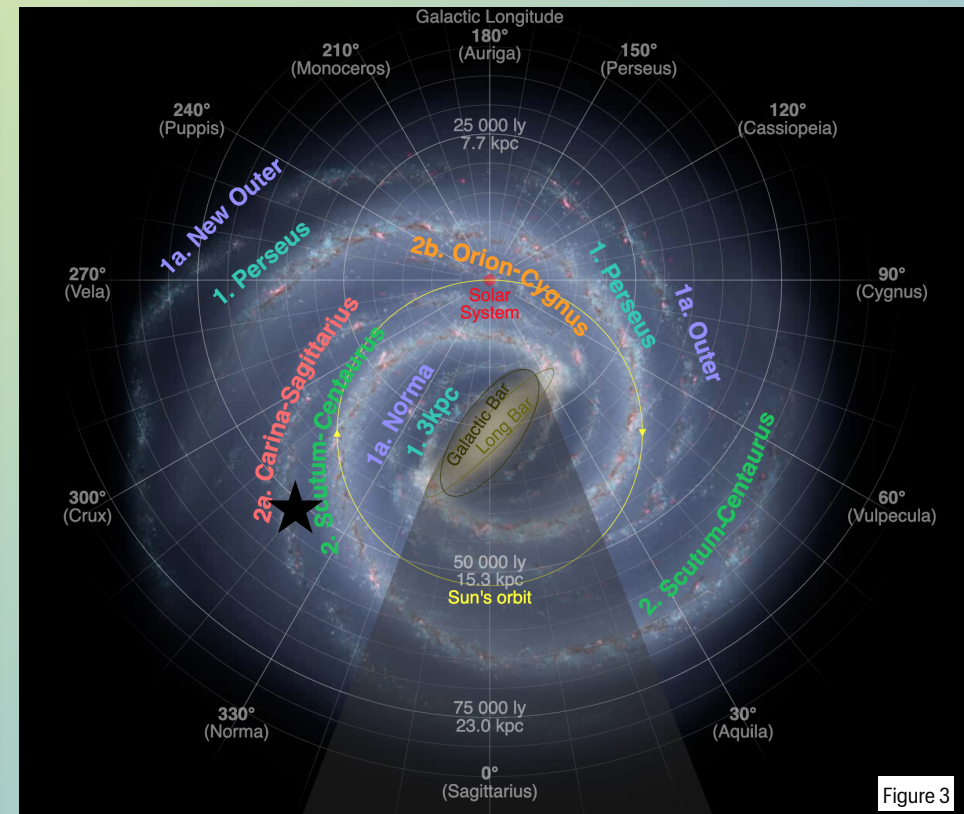 Galactic Longitude
180°
(Auriga)
210°
(Monoceros)
150°
(Perseus)
240°
(Puppis)
120°
(Cassiopeia)
25 000 ly
7.7 kpc
1a. New Outer
1. Perseus
2b. Orion-Cygnus
1. Perseus
270°
(Vela)
90°
(Cygnus)
Solar
System
1a. Outer
2a. Carina-Sagittarius
2. Scutum-Centaurus
1a. Norma
1. 3kpc
Galactic Bar
Long Bar
2. Scutum-Centaurus
300°
(Crux)
60°
(Vulpecula)
50 000 ly
15.3 kpc
Sun's orbit
75 000 ly
23.0 kpc
330°
(Norma)
30°
(Aquila)
0°
(Sagittarius)
Figure 3